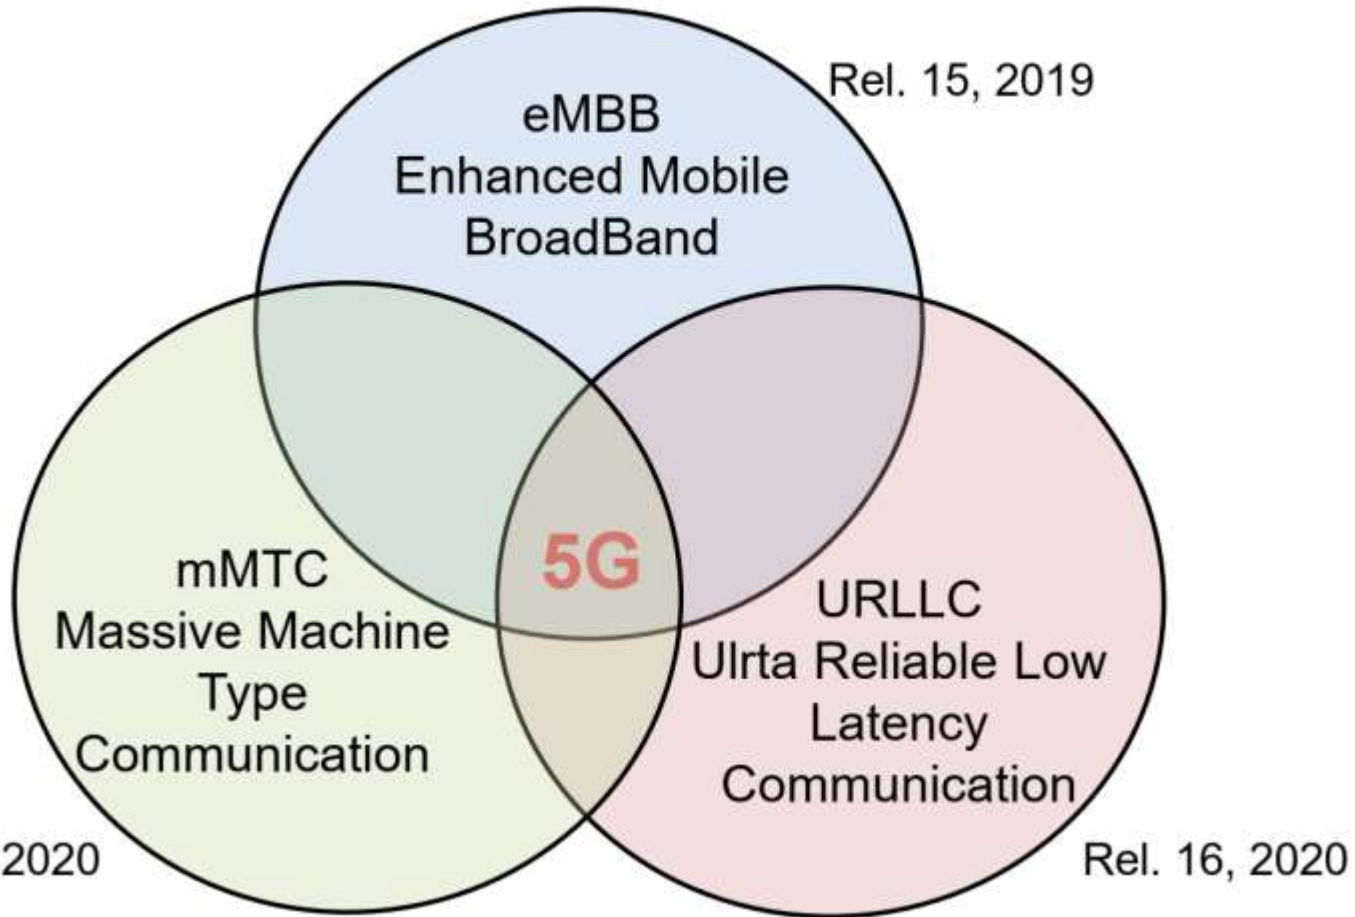 Rel. 15, 2019
eMBB
Enhanced Mobile
BroadBand
5G
mMTC
Massive Machine
Type
Communication
URLLC
Ulrta Reliable Low
Latency
Communication
2020
Rel. 16, 2020